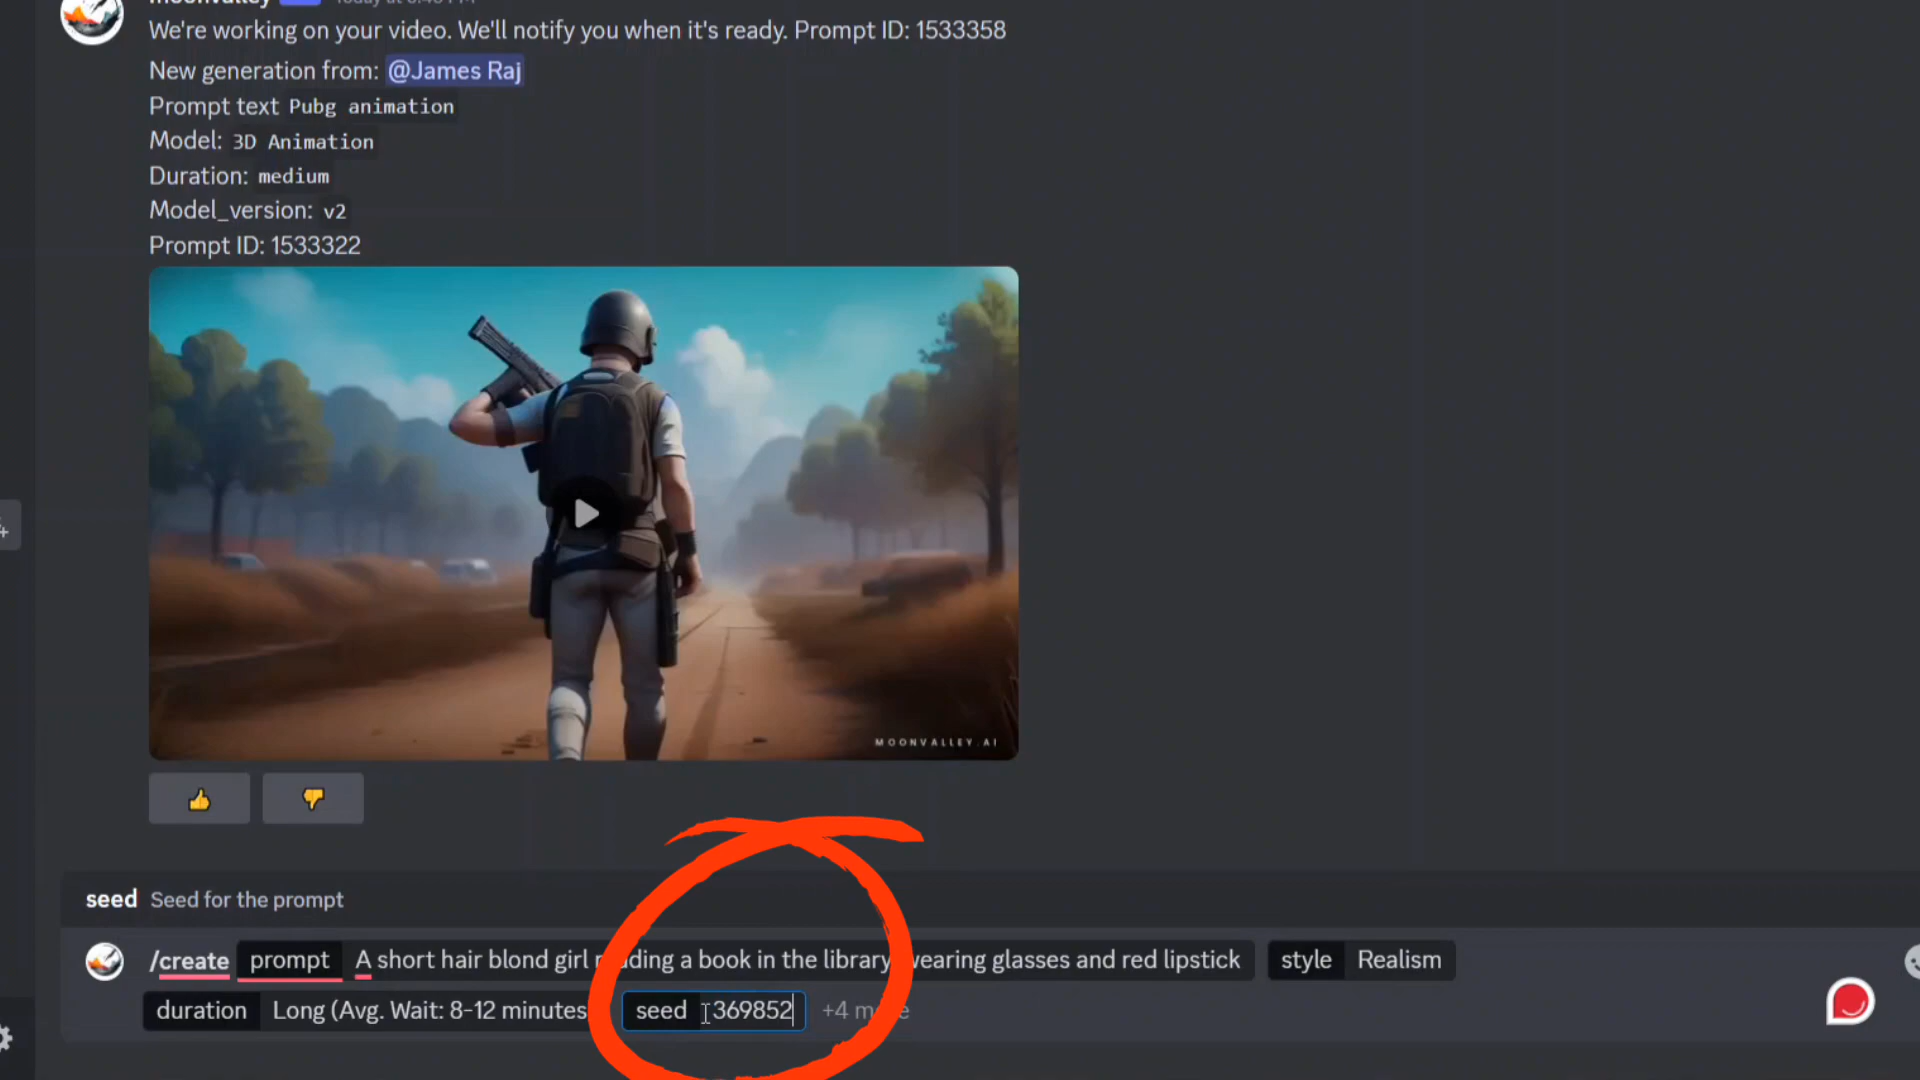 We're working on your video. We'll notify you when it's ready. Prompt ID: 1533358
New generation from: @James Raj
Prompt text Pubg animation
Model: 3D Animation
Duration: medium
Model_version: v2
Prompt ID: 1533322
MOONVALLEY.AI
seed Seed for the prompt
/create prompt A short hair blond girl a book in the library glasses and red lipstick style Realism
duration Long (Avg. Wait: 8-12 minutes seed 369852 +4